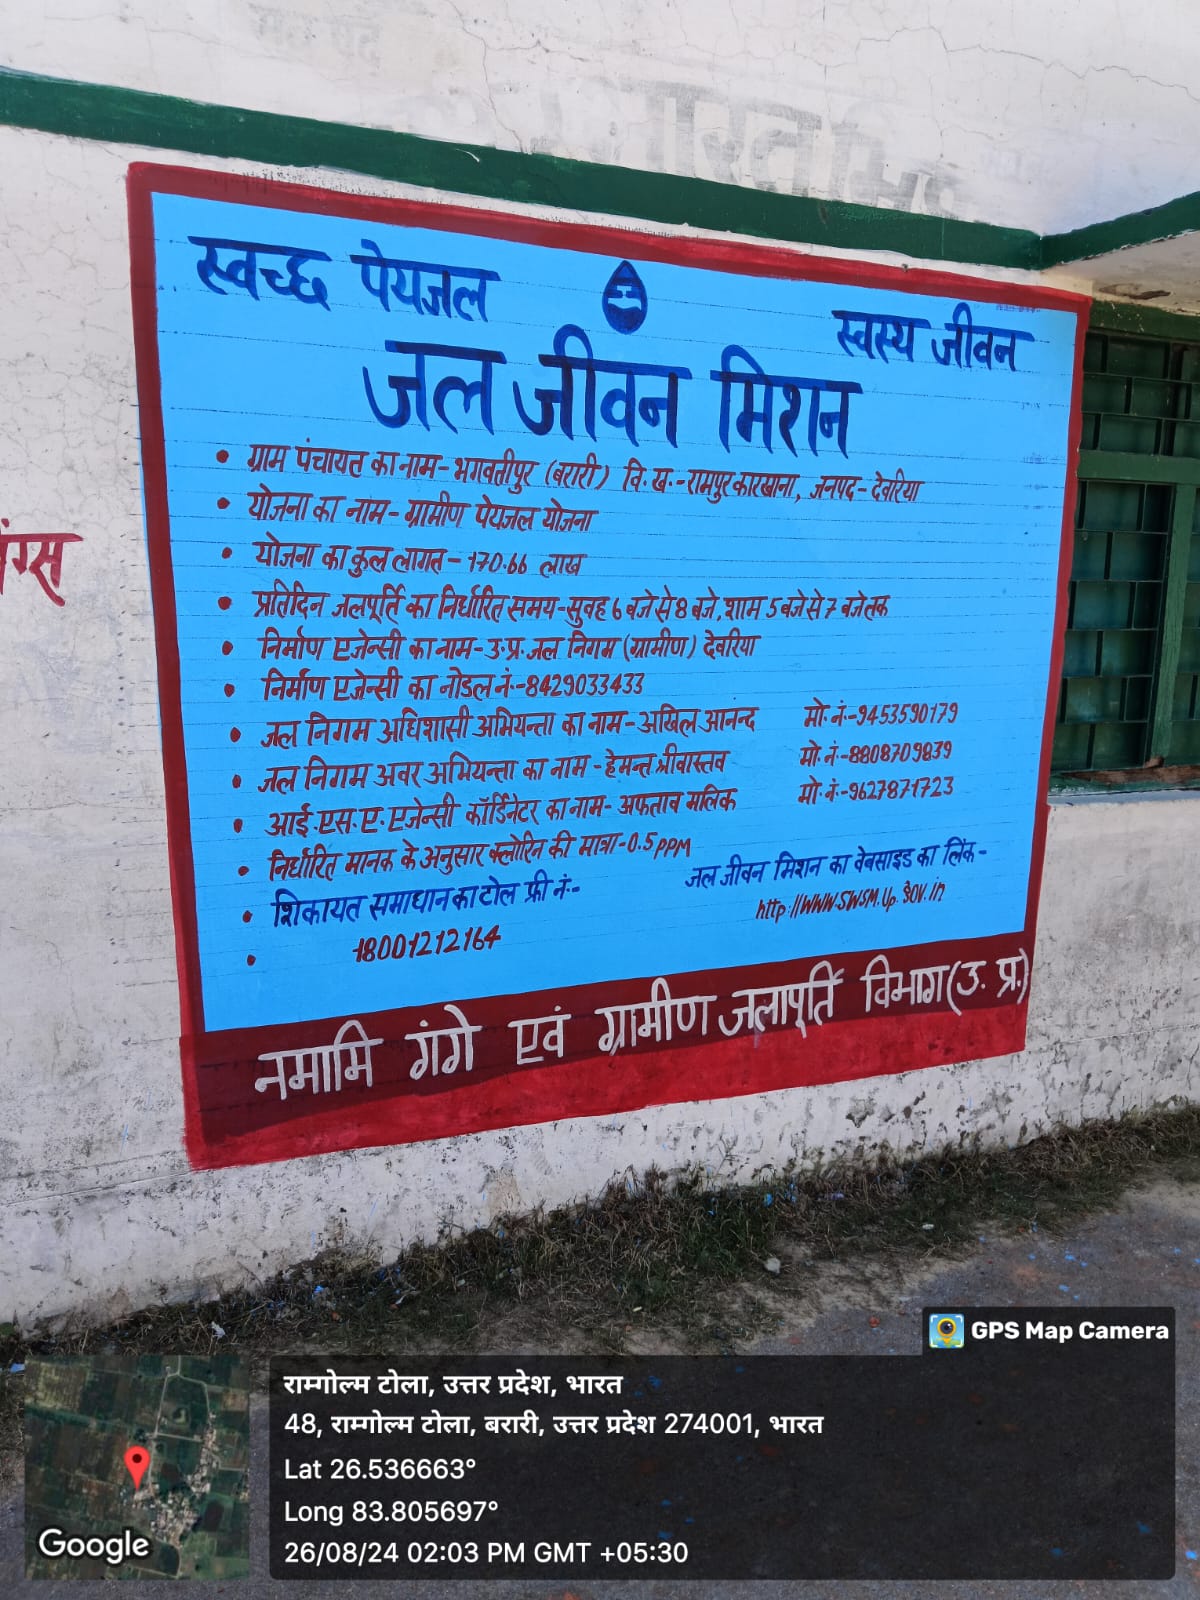 स्वच्छ पेयजल
स्वस्थ जीवन
जल जीवन मिशन
• ग्राम पंचायत का नाम- भगवतीपुर (बरारी) वि.ख.- रामपुर कारखाना, जनपद- देवरिया
• योजना का नाम- ग्रामीण पेयजल योजना
• योजना का कुल लागत- 170.66 लाख
• प्रतिदिन जलपूर्ति का निर्धारित समय- सुवह 6 बजे से 8 बजे, शाम 5 बजे से 7 बजे तक
• निर्माण एजेन्सी का नाम- उ.प्र. जल निगम (ग्रामीण) देवरिया
• निर्माण एजेन्सी का नोडल नं.-8429033433
• जल निगम अधिशासी अभियन्ता का नाम- अखिल आनन्द मो.नं.-9453590179
• जल निगम अवर अभियन्ता का नाम- हेमन्त श्रीवास्तव मो.नं.-8808709839
• आई.एस.ए. एजेन्सी कॉर्डिनेटर का नाम- अफताव मलिक मो.नं.-9627871723
• निर्धारित मानक के अनुसार क्लोरिन की मात्रा-0.5 PPM
• शिकायत समाधान का टोल फ्री नं.-
• 18001212164
जल जीवन मिशन का वेबसाइड का लिंक-
http://www.swsm.up.gov.in
नमामि गंगे एवं ग्रामीण जलापूर्ति विभाग (उ. प्र.)
GPS Map Camera
राम्गोल्म टोला, उत्तर प्रदेश, भारत
48, राम्गोल्म टोला, बरारी, उत्तर प्रदेश 274001, भारत
Lat 26.536663°
Long 83.805697°
26/08/24 02:03 PM GMT +05:30
Google